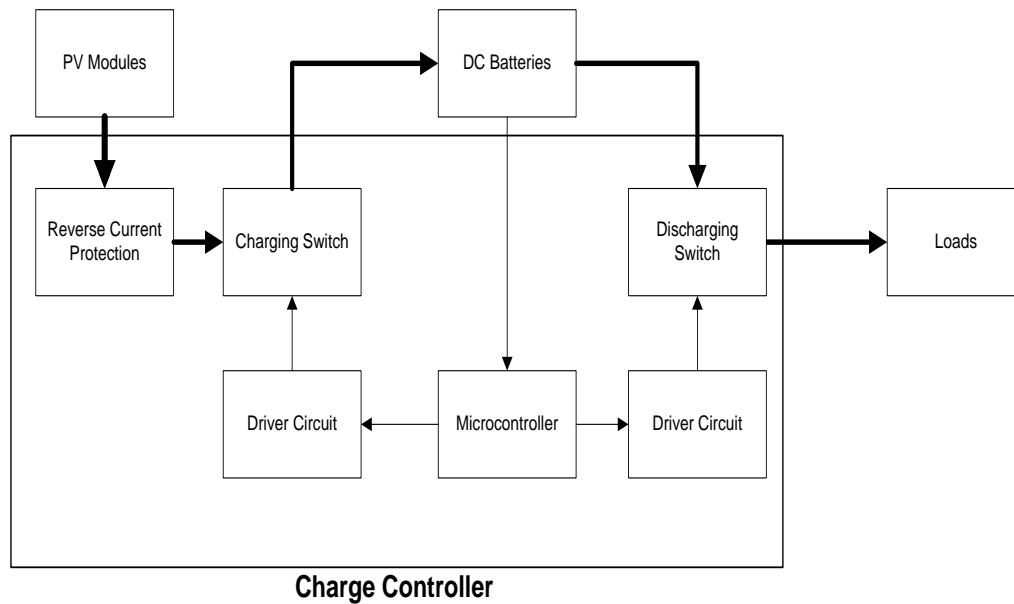 PV Modules
DC Batteries
Reverse Current
Protection
Charging Switch
Discharging
Switch
Loads
Driver Circuit
Microcontroller
Driver Circuit
Charge Controller